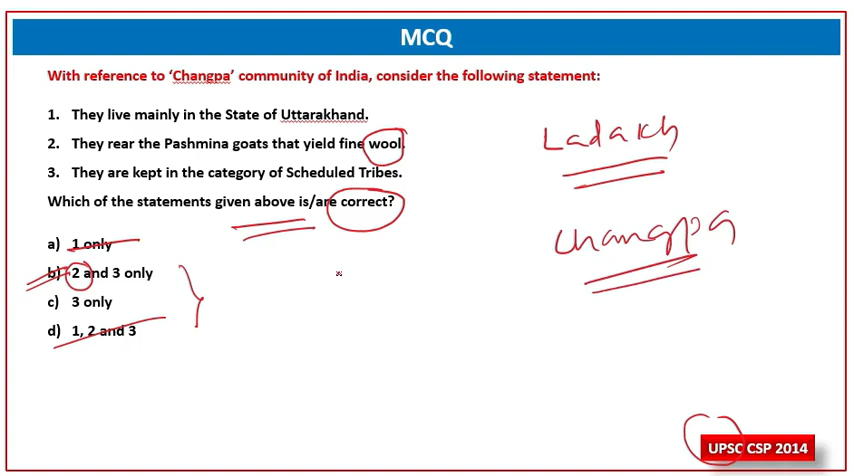 MCQ
With reference to ‘Changpa’ community of India, consider the following statement:
1. They live mainly in the State of Uttarakhand.
2. They rear the Pashmina goats that yield fine wool.
3. They are kept in the category of Scheduled Tribes.
Which of the statements given above is/are correct?
a) 1 only
b) 2 and 3 only
c) 3 only
d) 1, 2 and 3
Ladakh
Changpa
UPSC CSP 2014